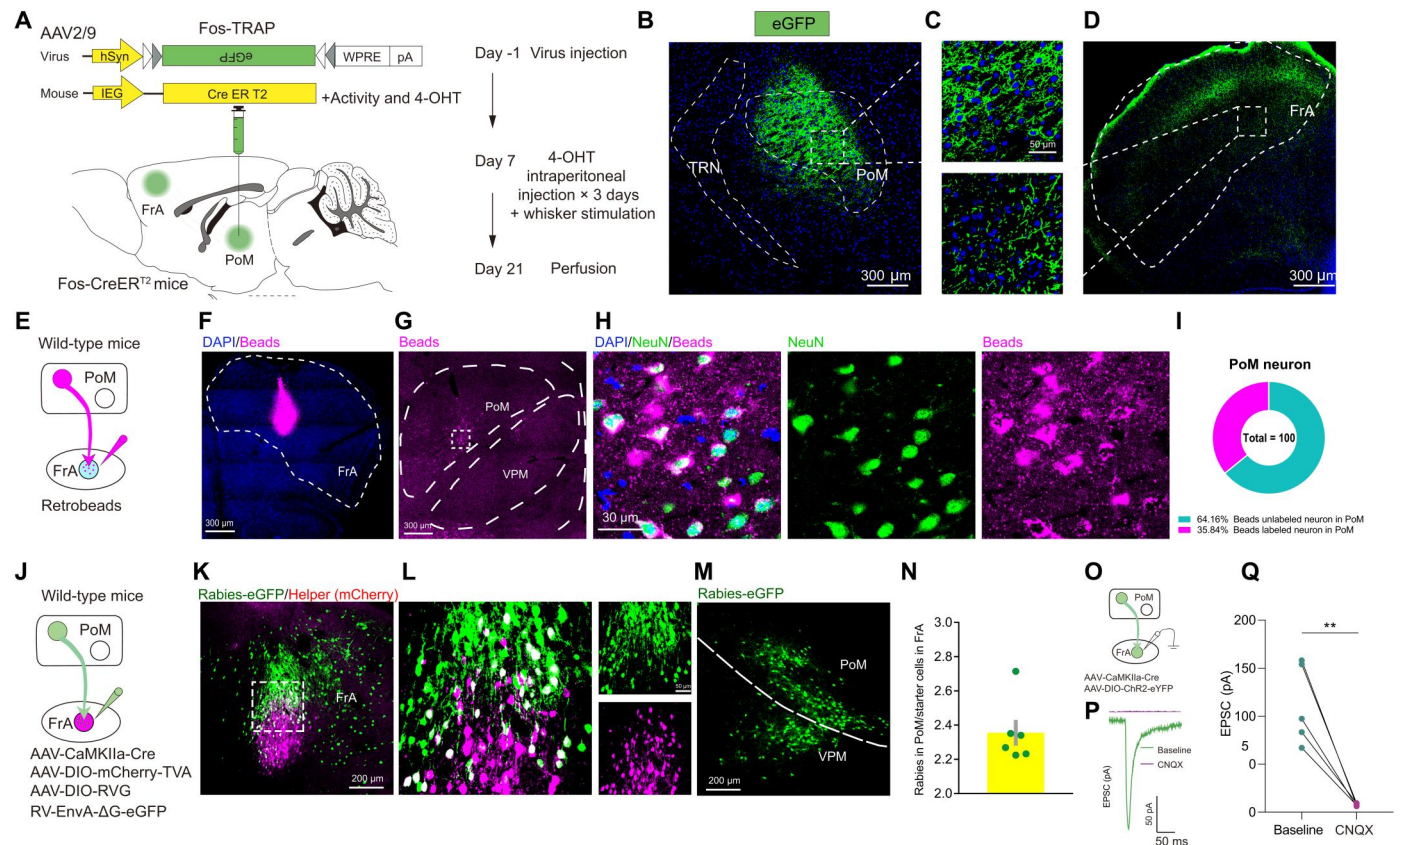 A
AAV2/9
Fos-TRAP
Virus
hSyn
eGFP
WPRE
pA
Mouse
IEG
Cre ER T2
+Activity and 4-OHT
FrA
PoM
Fos-CreERT2 mice
Day -1 Virus injection
Day 7
4-OHT
intraperitoneal
injection × 3 days
+ whisker stimulation
Day 21 Perfusion
B
eGFP
TRN
PoM
300 µm
C
50 µm
D
FrA
300 µm
E
Wild-type mice
PoM
FrA
Retrobeads
F
DAPI/Beads
FrA
300 µm
G
Beads
PoM
VPM
300 µm
H
DAPI/NeuN/Beads
30 µm
NeuN
Beads
I
PoM neuron
Total = 100
64.16% Beads unlabeled neuron in PoM
35.84% Beads labeled neuron in PoM
J
Wild-type mice
PoM
FrA
AAV-CaMKIIa-Cre
AAV-DIO-mCherry-TVA
AAV-DIO-RVG
RV-EnvA-ΔG-eGFP
K
Rabies-eGFP/Helper (mCherry)
FrA
200 µm
L
50 µm
M
Rabies-eGFP
PoM
VPM
200 µm
N
Rabies in PoM/starter cells in FrA
3.0
2.8
2.6
2.4
2.2
2.0
O
PoM
FrA
AAV-CaMKIIa-Cre
AAV-DIO-ChR2-eYFP
P
EPSC (pA)
Baseline
CNQX
50 pA
50 ms
Q
EPSC (pA)
200
150
100
5
0
0
**
Baseline
CNQX